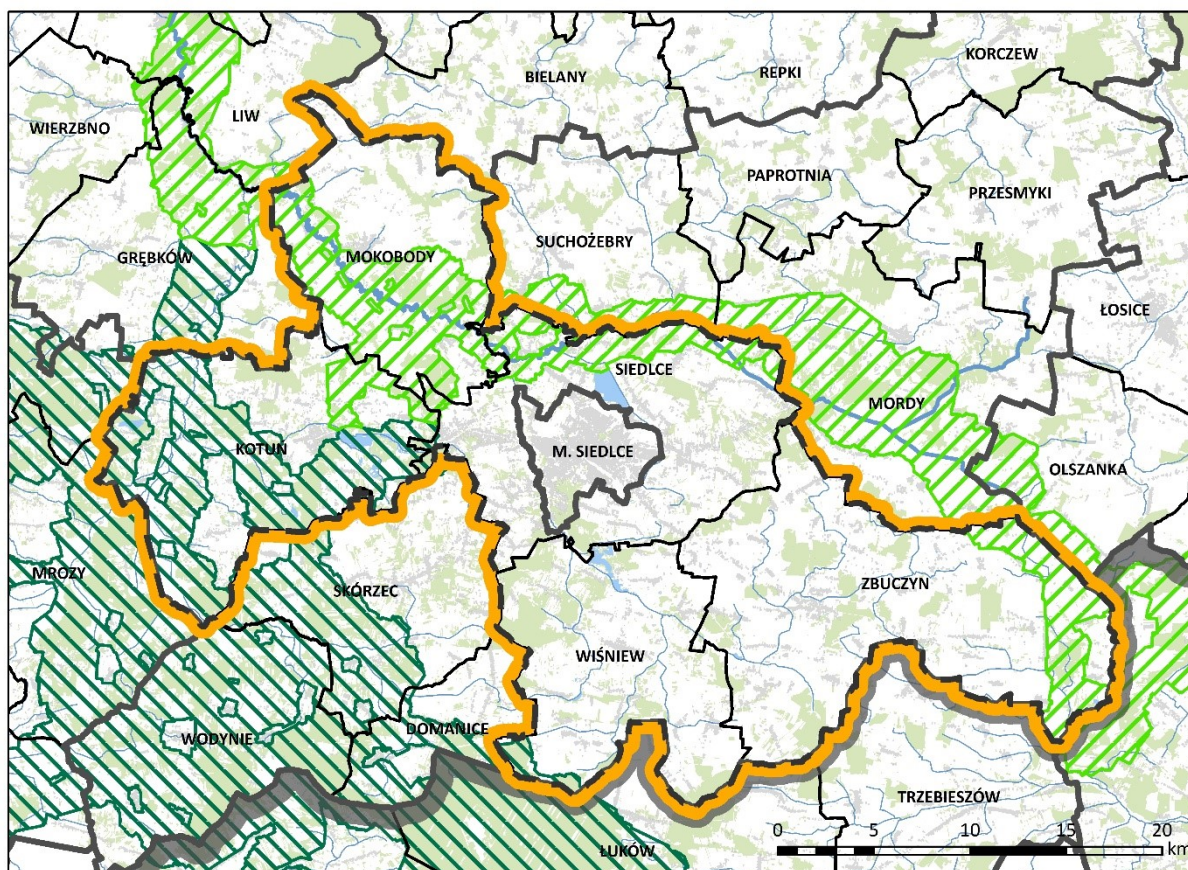 KORCZEW
BIELANY
REPKI
LIW
WIERZBNO
PAPROTNIA
PRZESMYKI
SUCHOŻEBRY
GRĘBKÓW
MOKOBODY
ŁOSICE
SIEDLCE
MORDY
KOTUŃ
M. SIEDLCE
OLSZANKA
MROZY
SKÓRZEC
ZBUCZYN
WIŚNIEW
DOMANICE
WODYNIE
TRZEBIESZÓW
ŁUKÓW
0 5 10 15 20
km